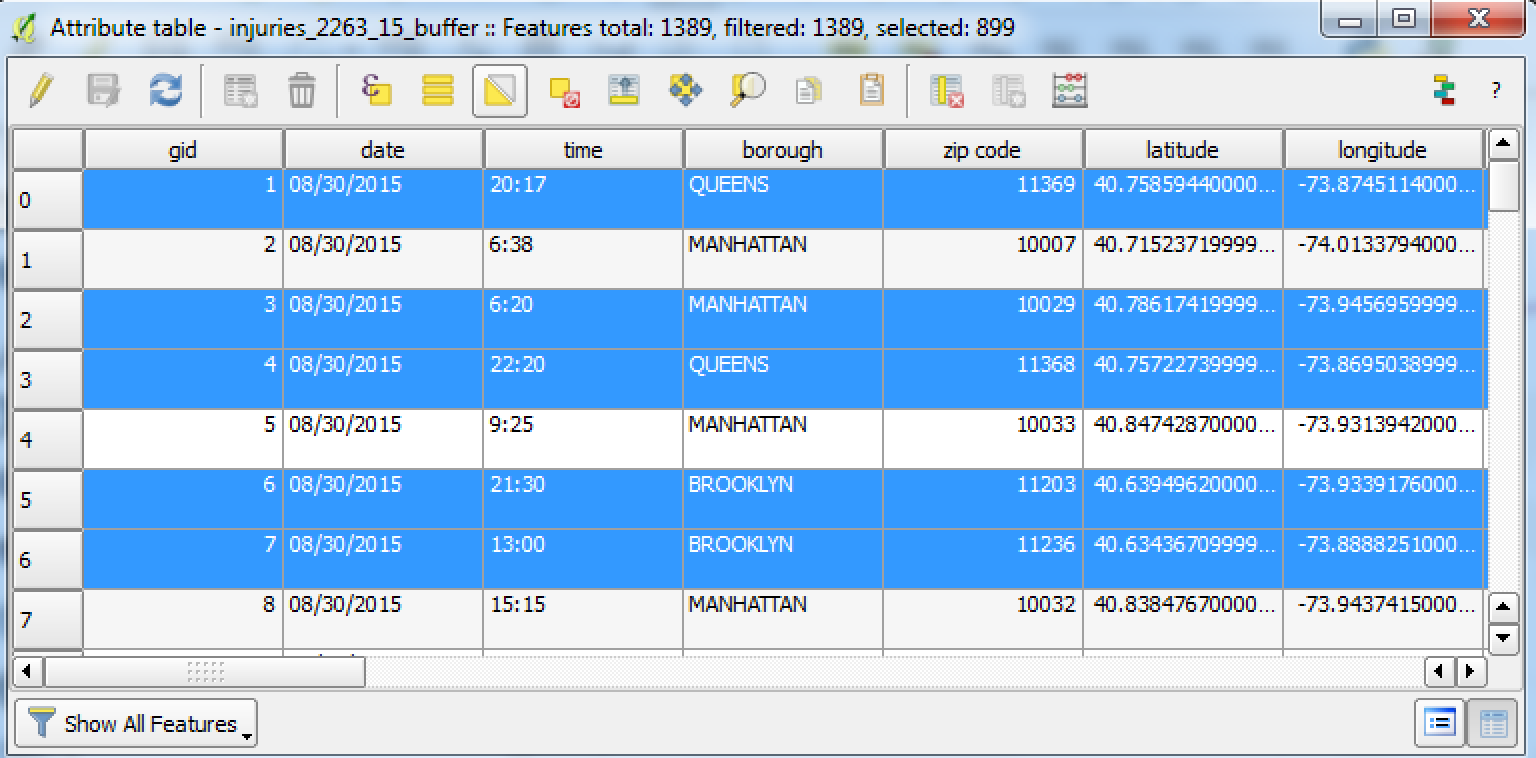 Attribute table - injuries_2263_15_buffer :: Features total: 1389, filtered: 1389, selected: 899
?
gid date time borough zip code latitude longitude
0 1 08/30/2015 20:17 QUEENS 11369 40.75859440000... -73.8745114000...
1 2 08/30/2015 6:38 MANHATTAN 10007 40.71523719999... -74.0133794000...
2 3 08/30/2015 6:20 MANHATTAN 10029 40.78617419999... -73.9456959999...
3 4 08/30/2015 22:20 QUEENS 11368 40.75722739999... -73.8695038999...
4 5 08/30/2015 9:25 MANHATTAN 10033 40.84742870000... -73.9313942000...
5 6 08/30/2015 21:30 BROOKLYN 11203 40.63949620000... -73.9339176000...
6 7 08/30/2015 13:00 BROOKLYN 11236 40.63436709999... -73.8888251000...
7 8 08/30/2015 15:15 MANHATTAN 10032 40.83847670000... -73.9437415000...
Show All Features